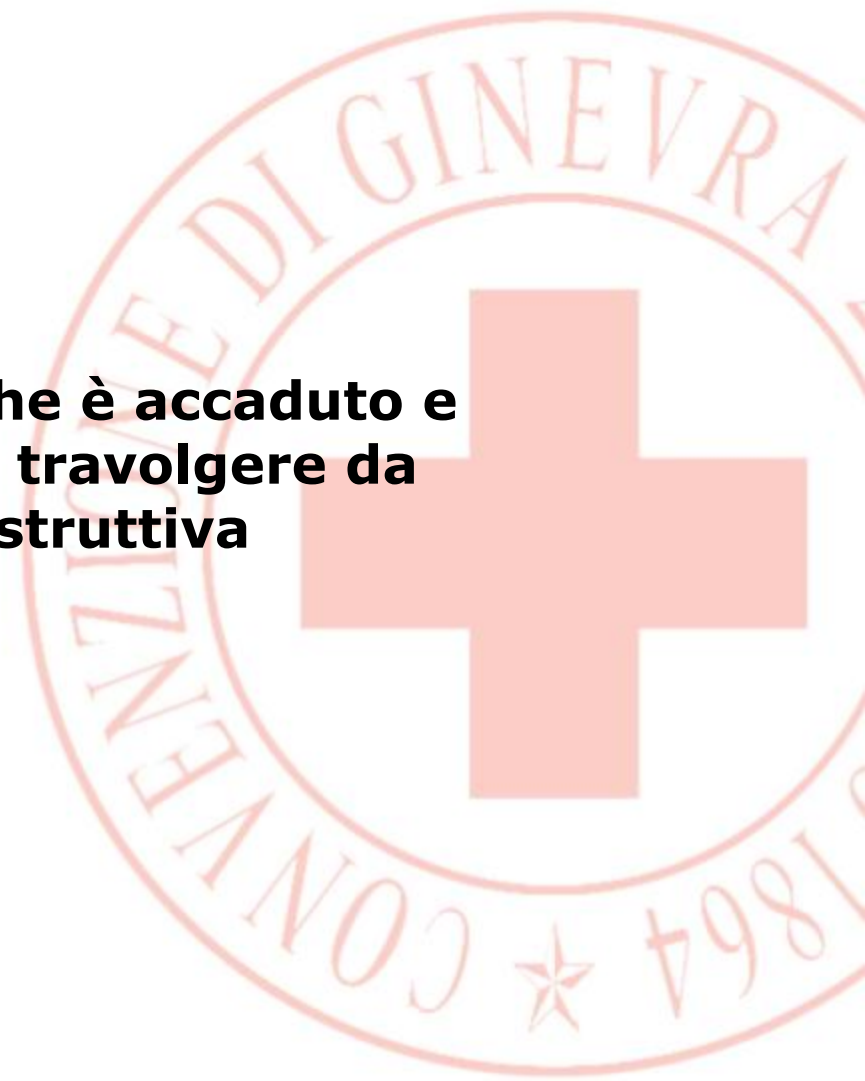 he è accaduto e
travolgere da
struttiva
CONVENZIONE DI GINEVRA
1864